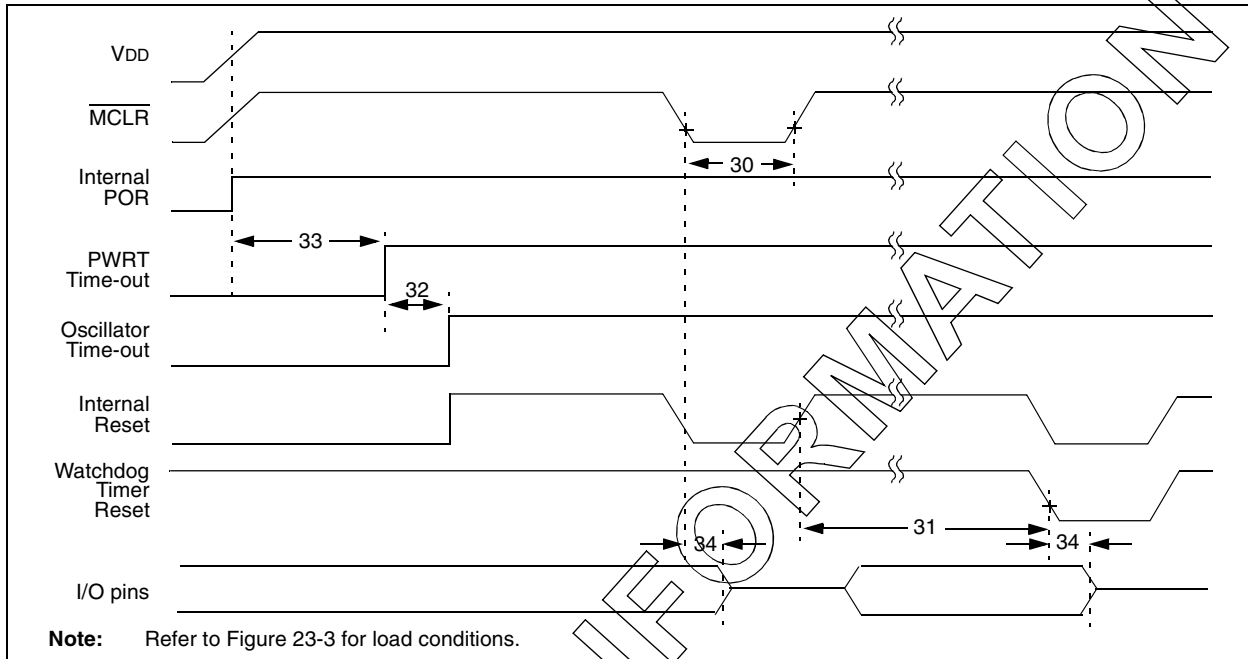 VDD
MCLR
Internal
POR
33
30
PWRT
Time-out
32
Oscillator
Time-out
Internal
Reset
Watchdog
Timer
Reset
31
34
34
I/O pins
Note: Refer to Figure 23-3 for load conditions.
FORMATION